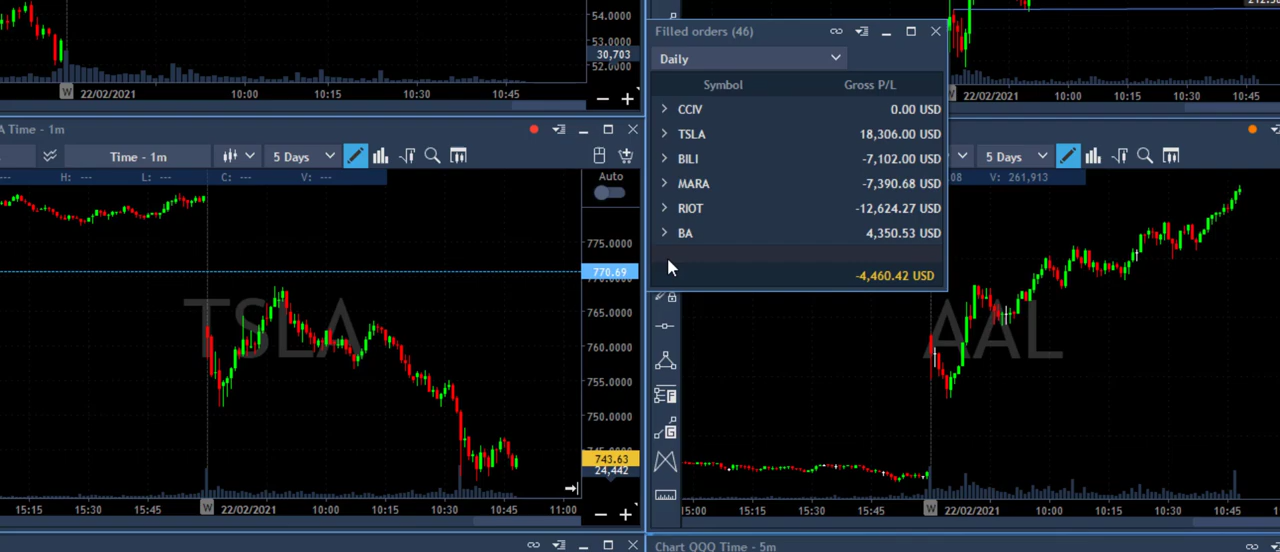 54.0000
53.0000
30,703
52.0000
W 22/02/2021 10:00 10:15 10:30 10:45
A Time - 1m
Time - 1m
5 Days
--- H: --- L: --- C: --- V: ---
Auto
775.0000
770.69
765.0000
760.0000
755.0000
750.0000
743.63
24,442
TSLA
15:15 15:30 15:45 W 22/02/2021 10:15 10:30 10:45 11:00
Filled orders (46)
Daily
Symbol Gross P/L
CCIV 0.00 USD
TSLA 18,306.00 USD
BILI -7,102.00 USD
MARA -7,390.68 USD
RIOT -12,624.27 USD
BA 4,350.53 USD
-4,460.42 USD
W 22/02/2021 10:00 10:15 10:30 10:45
5 Days
08 V: 261,913
AAL
15:00 15:15 15:30 15:45 W 22/02/2021 10:15 10:30 10:45
Chart QQQ Time - 5m